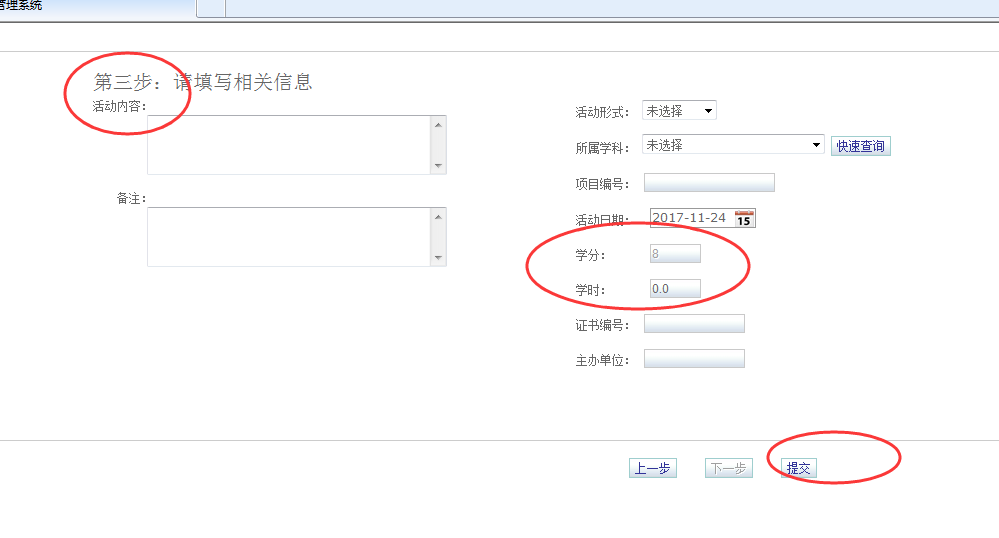 管理系统
第三步：请填写相关信息
活动内容：
备注：
活动形式： 未选择
所属学科： 未选择 快速查询
项目编号：
活动日期： 2017-11-24 15
学分： 8
学时： 0.0
证书编号：
主办单位：
上一步 下一步 提交